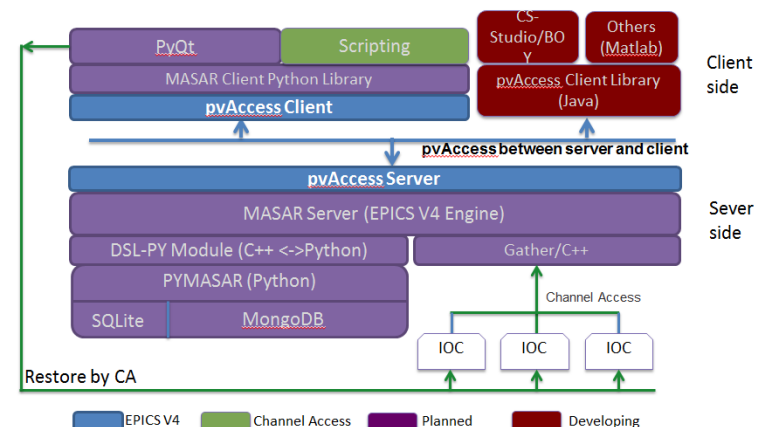 PyQt
Scripting
MASAR Client Python Library
pvAccess Client
CS-
Studio/BO
Y
Others
(Matlab)
pvAccess Client Library
(Java)
Client
side
pvAccess between server and client
pvAccess Server
MASAR Server (EPICS V4 Engine)
Sever
side
DSL-PY Module (C++ <->Python)
Gather/C++
PYMASAR (Python)
SQLite
MongoDB
Channel Access
IOC
IOC
IOC
Restore by CA
EPICS V4
Channel Access
Planned
Developing